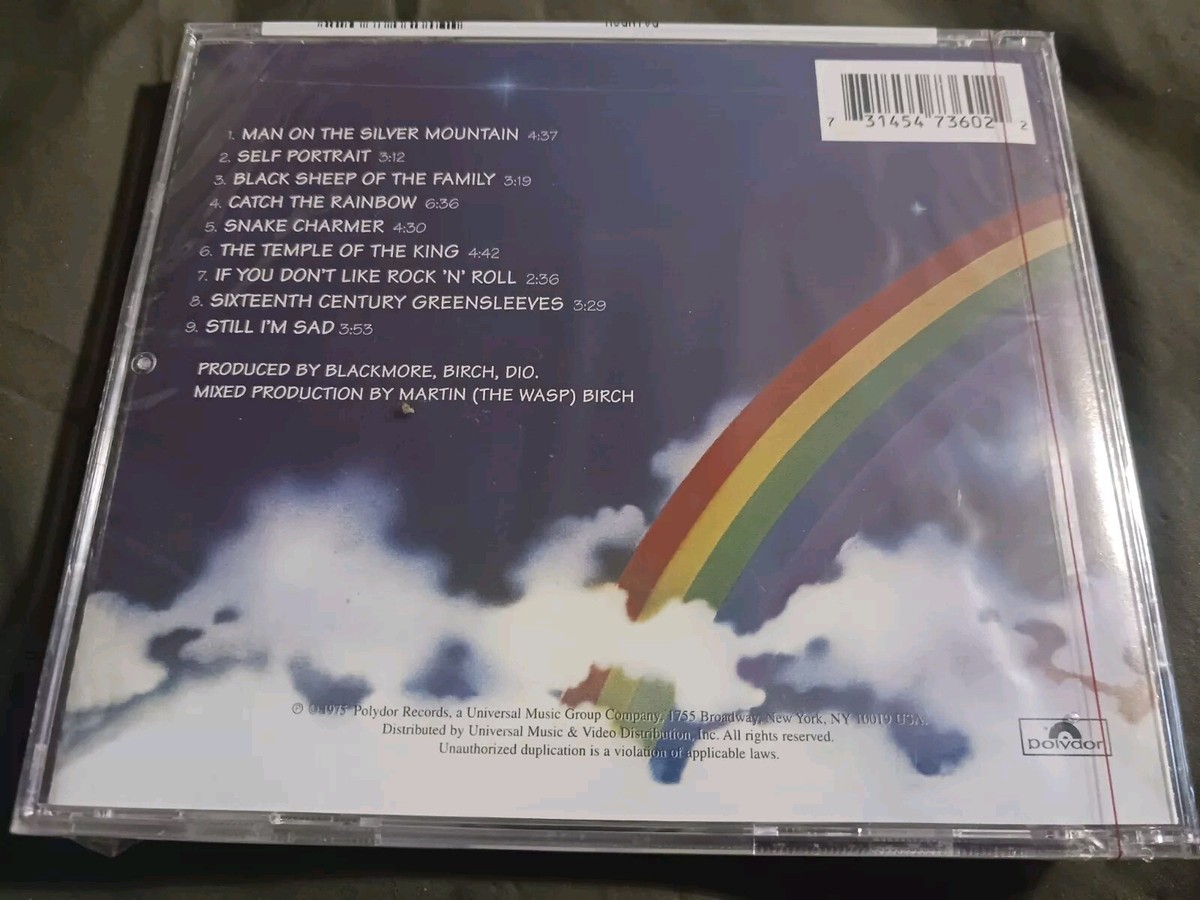 7 31454 73602 2
1. MAN ON THE SILVER MOUNTAIN 4:37
2. SELF PORTRAIT 3:12
3. BLACK SHEEP OF THE FAMILY 3:19
4. CATCH THE RAINBOW 6:36
5. SNAKE CHARMER 4:30
6. THE TEMPLE OF THE KING 4:42
7. IF YOU DON'T LIKE ROCK 'N' ROLL 2:36
8. SIXTEENTH CENTURY GREENSLEEVES 3:29
9. STILL I'M SAD 3:53
PRODUCED BY BLACKMORE, BIRCH, DIO.
MIXED PRODUCTION BY MARTIN (THE WASP) BIRCH
℗ © 1975 Polydor Records, a Universal Music Group Company, 1755 Broadway, New York, NY 10019 USA.
Distributed by Universal Music & Video Distribution, Inc. All rights reserved.
Unauthorized duplication is a violation of applicable laws.
polydor